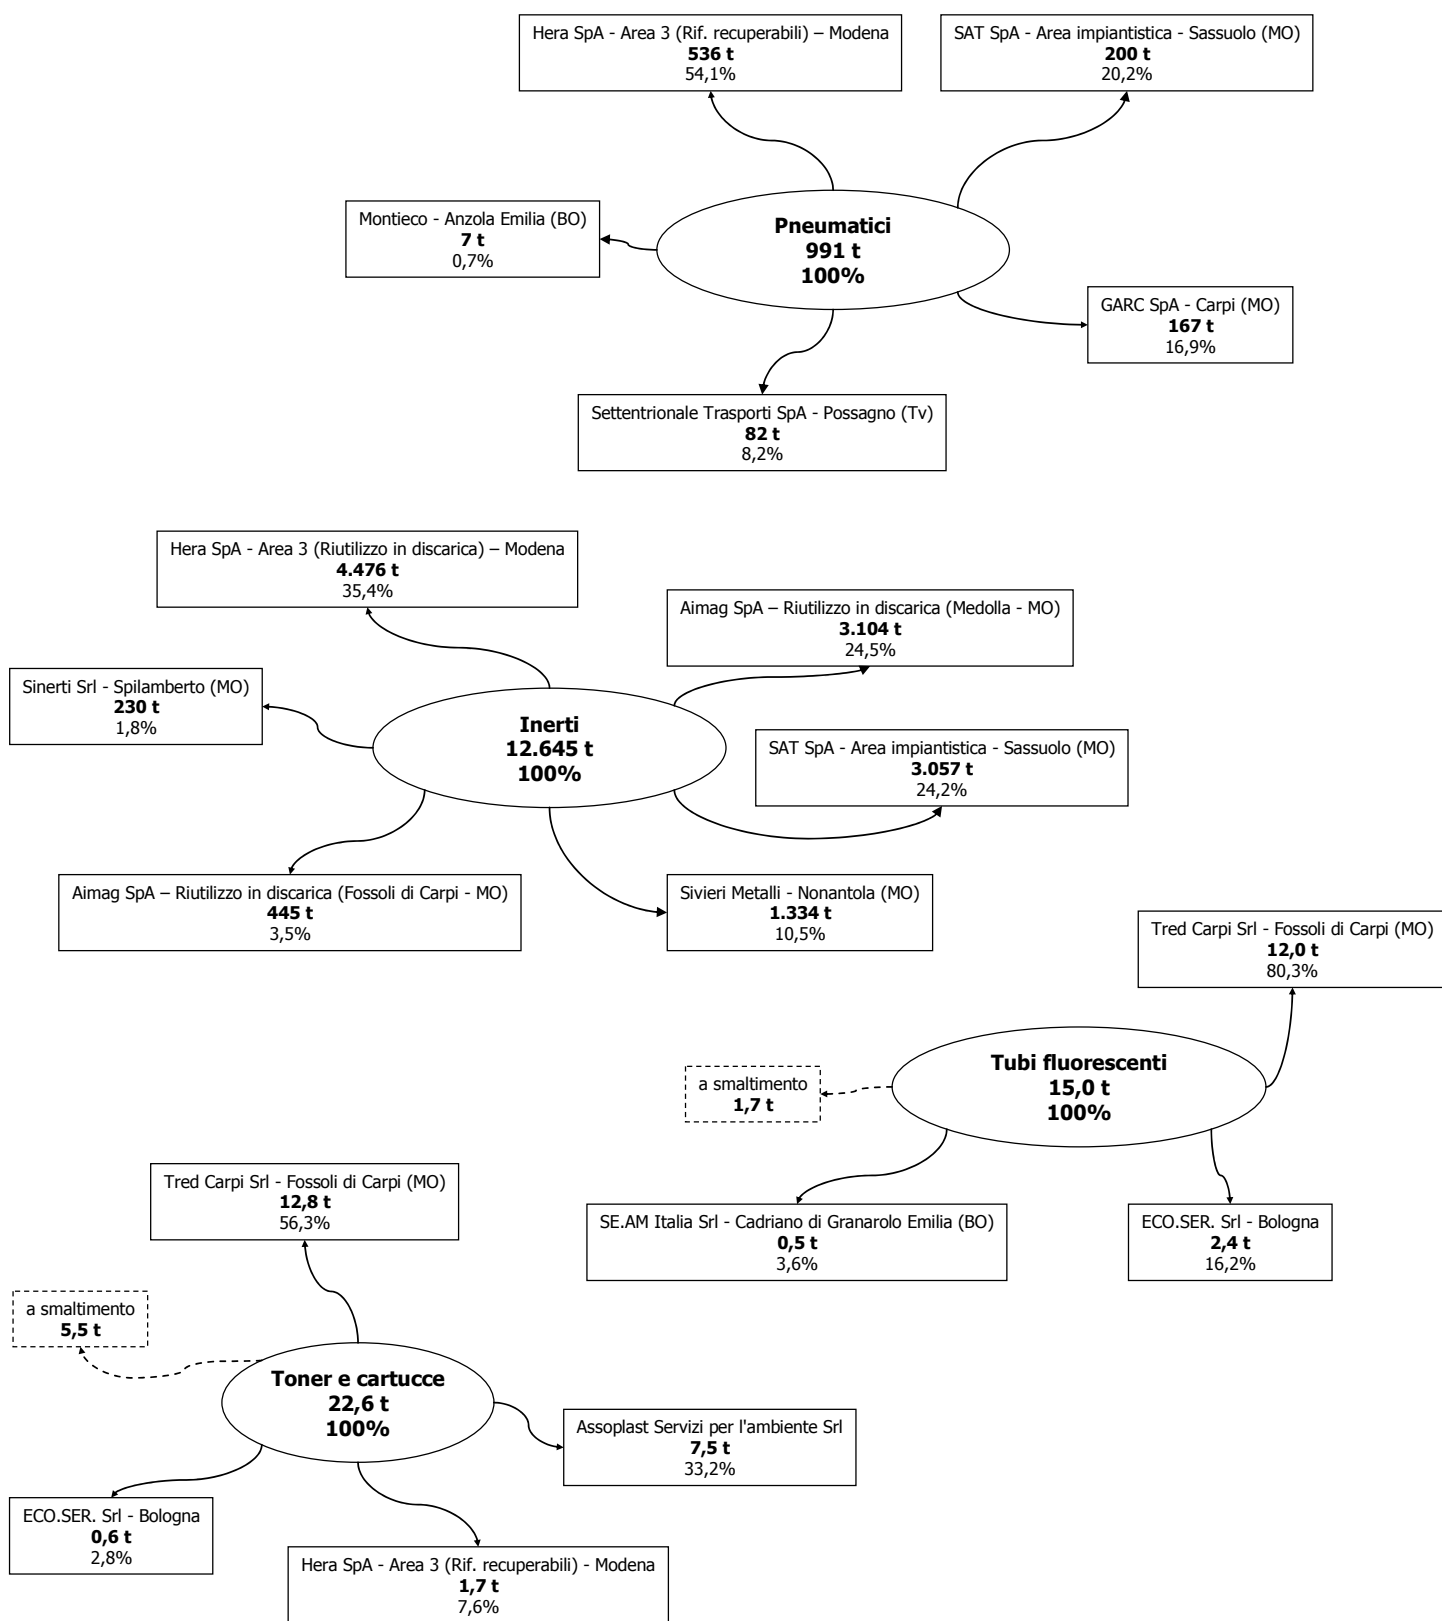 Hera SpA - Area 3 (Rif. recuperabili) – Modena
536 t
54,1%
SAT SpA - Area impiantistica - Sassuolo (MO)
200 t
20,2%
Montieco - Anzola Emilia (BO)
7 t
0,7%
Pneumatici
991 t
100%
GARC SpA - Carpi (MO)
167 t
16,9%
Settentrionale Trasporti SpA - Possagno (Tv)
82 t
8,2%
Hera SpA - Area 3 (Riutilizzo in discarica) – Modena
4.476 t
35,4%
Aimag SpA – Riutilizzo in discarica (Medolla - MO)
3.104 t
24,5%
Sinerti Srl - Spilamberto (MO)
230 t
1,8%
Inerti
12.645 t
100%
SAT SpA - Area impiantistica - Sassuolo (MO)
3.057 t
24,2%
Aimag SpA – Riutilizzo in discarica (Fossoli di Carpi - MO)
445 t
3,5%
Sivieri Metalli - Nonantola (MO)
1.334 t
10,5%
Tred Carpi Srl - Fossoli di Carpi (MO)
12,0 t
80,3%
Tubi fluorescenti
15,0 t
100%
a smaltimento
1,7 t
SE.AM Italia Srl - Cadriano di Granarolo Emilia (BO)
0,5 t
3,6%
ECO.SER. Srl - Bologna
2,4 t
16,2%
Tred Carpi Srl - Fossoli di Carpi (MO)
12,8 t
56,3%
a smaltimento
5,5 t
Toner e cartucce
22,6 t
100%
Assoplast Servizi per l'ambiente Srl
7,5 t
33,2%
ECO.SER. Srl - Bologna
0,6 t
2,8%
Hera SpA - Area 3 (Rif. recuperabili) - Modena
1,7 t
7,6%